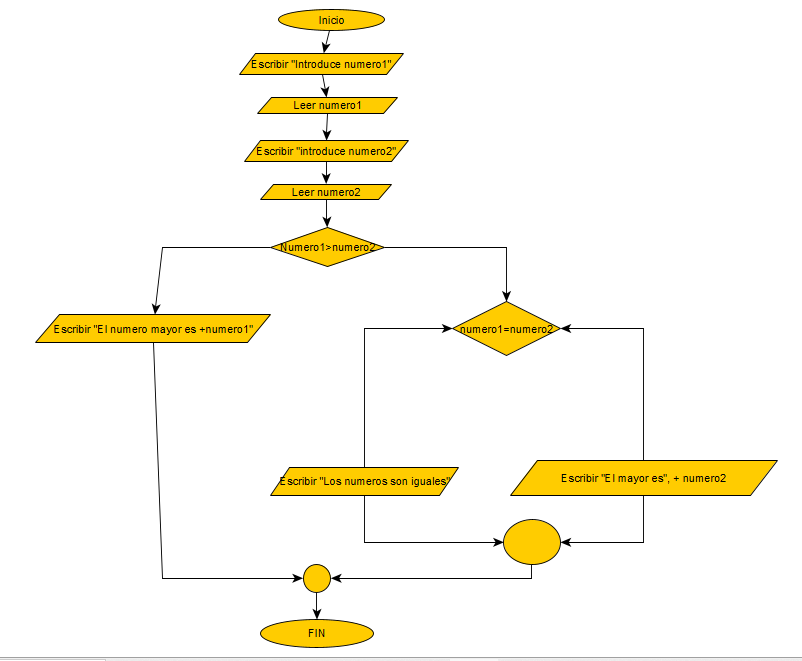 Inicio
Escribir "Introduce numero1"
Leer numero1
Escribir "introduce numero2"
Leer numero2
Numero1>numero2
Escribir "El numero mayor es +numero1"
numero1=numero2
Escribir "Los numeros son iguales"
Escribir "El mayor es", + numero2
FIN